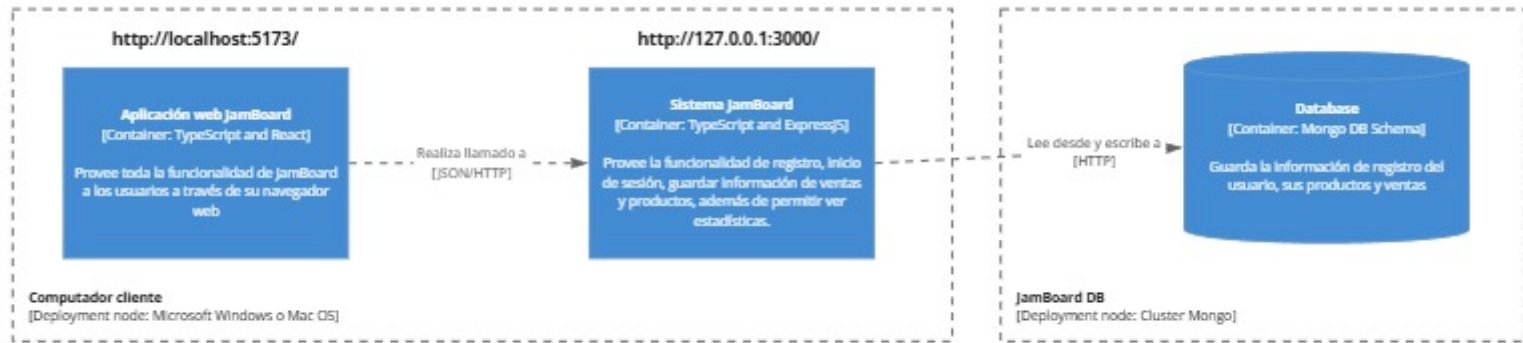 http://localhost:5173/
Aplicación web JamBoard
[Container: TypeScript and React]
Provee toda la funcionalidad de JamBoard
a los usuarios a través de su navegador
web
Realiza llamado a
[JSON/HTTP]
http://127.0.0.1:3000/
Sistema JamBoard
[Container: TypeScript and ExpressJS]
Provee la funcionalidad de registro, inicio
de sesión, guardar información de ventas
y productos, además de permitir ver
estadísticas.
Computador cliente
[Deployment node: Microsoft Windows o Mac OS]
Lee desde y escribe a
[HTTP]
Database
[Container: Mongo DB Schema]
Guarda la información de registro del
usuario, sus productos y ventas
JamBoard DB
[Deployment node: Cluster Mongo]